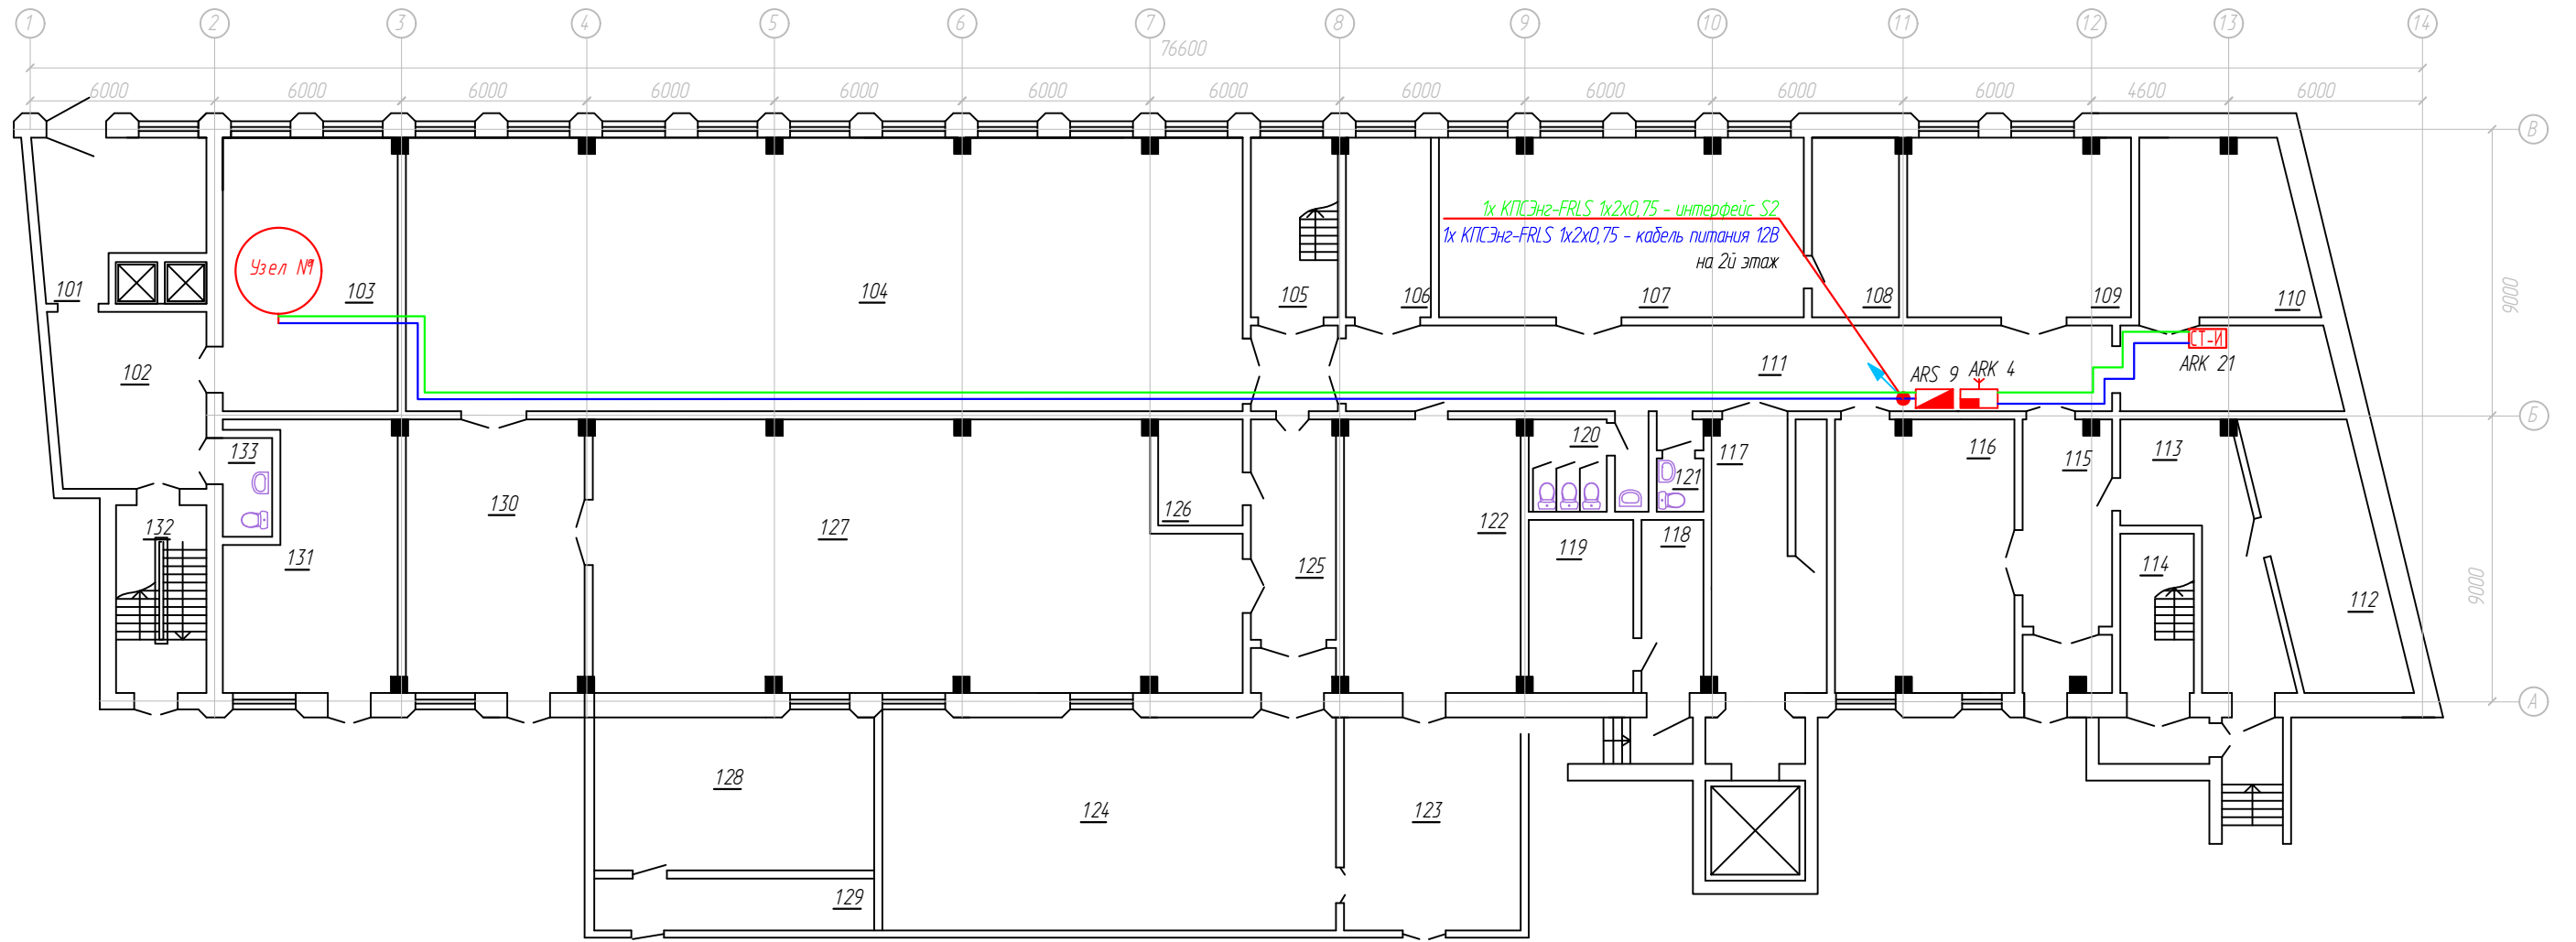 1 2 3 4 5 6 7 8 9 10 11 12 13 14
76600
6000 6000 6000 6000 6000 6000 6000 6000 6000 6000 6000 4600 6000
В
1х КПСЭнг-FRLS 1х2х0,75 - интерфейс S2
1х КПСЭнг-FRLS 1х2х0,75 - кабель питания 12В
на 2й этаж
Узел №1
101 103 104 105 106 107 108 109 110
9000
СТ-И
102 111 ARS 9 ARK 4 ARK 21
Б
133 120 117 116 115 113
121
132 130 127 126 122 118
131 125 119 114 112
9000
А
128 124 123
129